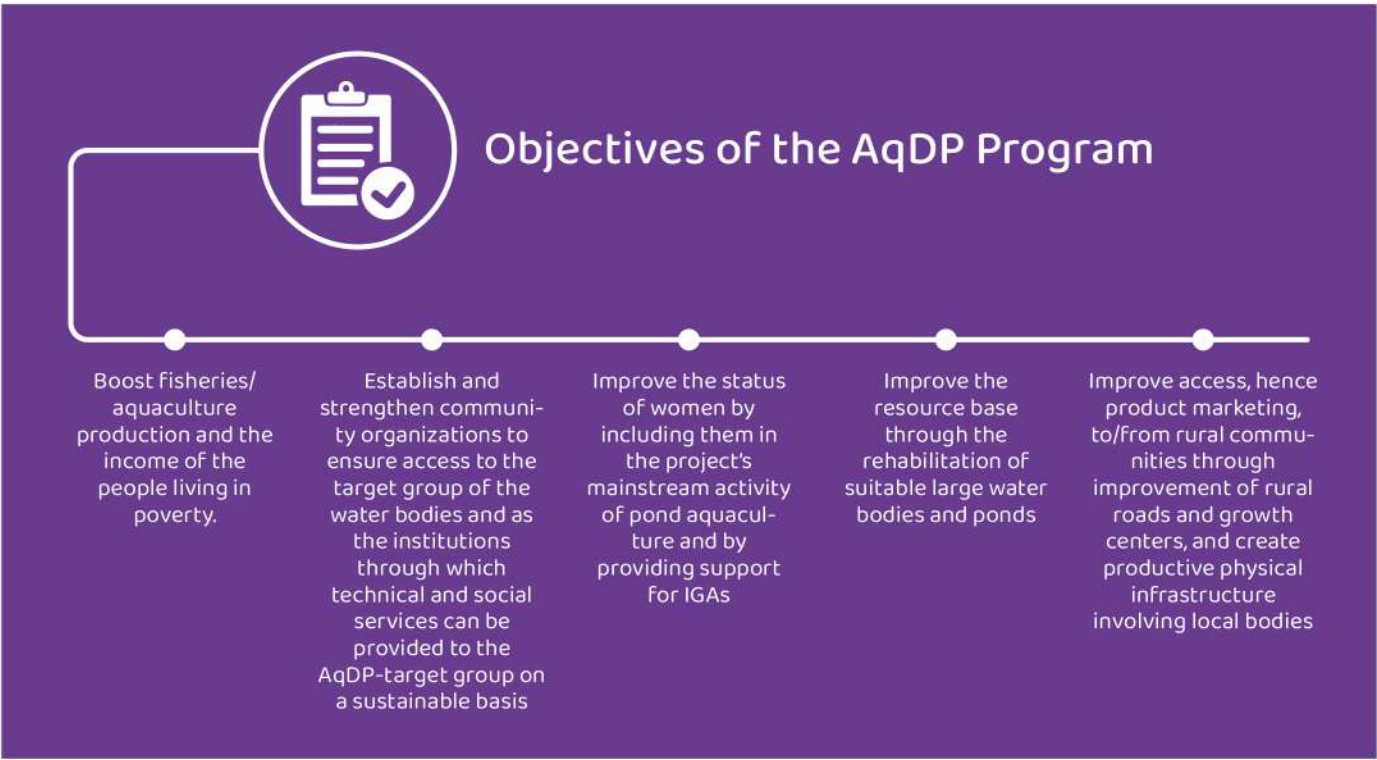 Objectives of the AqDP Program
Boost fisheries/
aquaculture
production and the
income of the
people living in
poverty.
Establish and
strengthen communi-
ty organizations to
ensure access to the
target group of the
water bodies and as
the institutions
through which
technical and social
services can be
provided to the
AqDP-target group on
a sustainable basis
Improve the status
of women by
including them in
the project's
mainstream activity
of pond aquacul-
ture and by
providing support
for IGAs
Improve the
resource base
through the
rehabilitation of
suitable large water
bodies and ponds
Improve access, hence
product marketing,
to/from rural commu-
nities through
improvement of rural
roads and growth
centers, and create
productive physical
infrastructure
involving local bodies